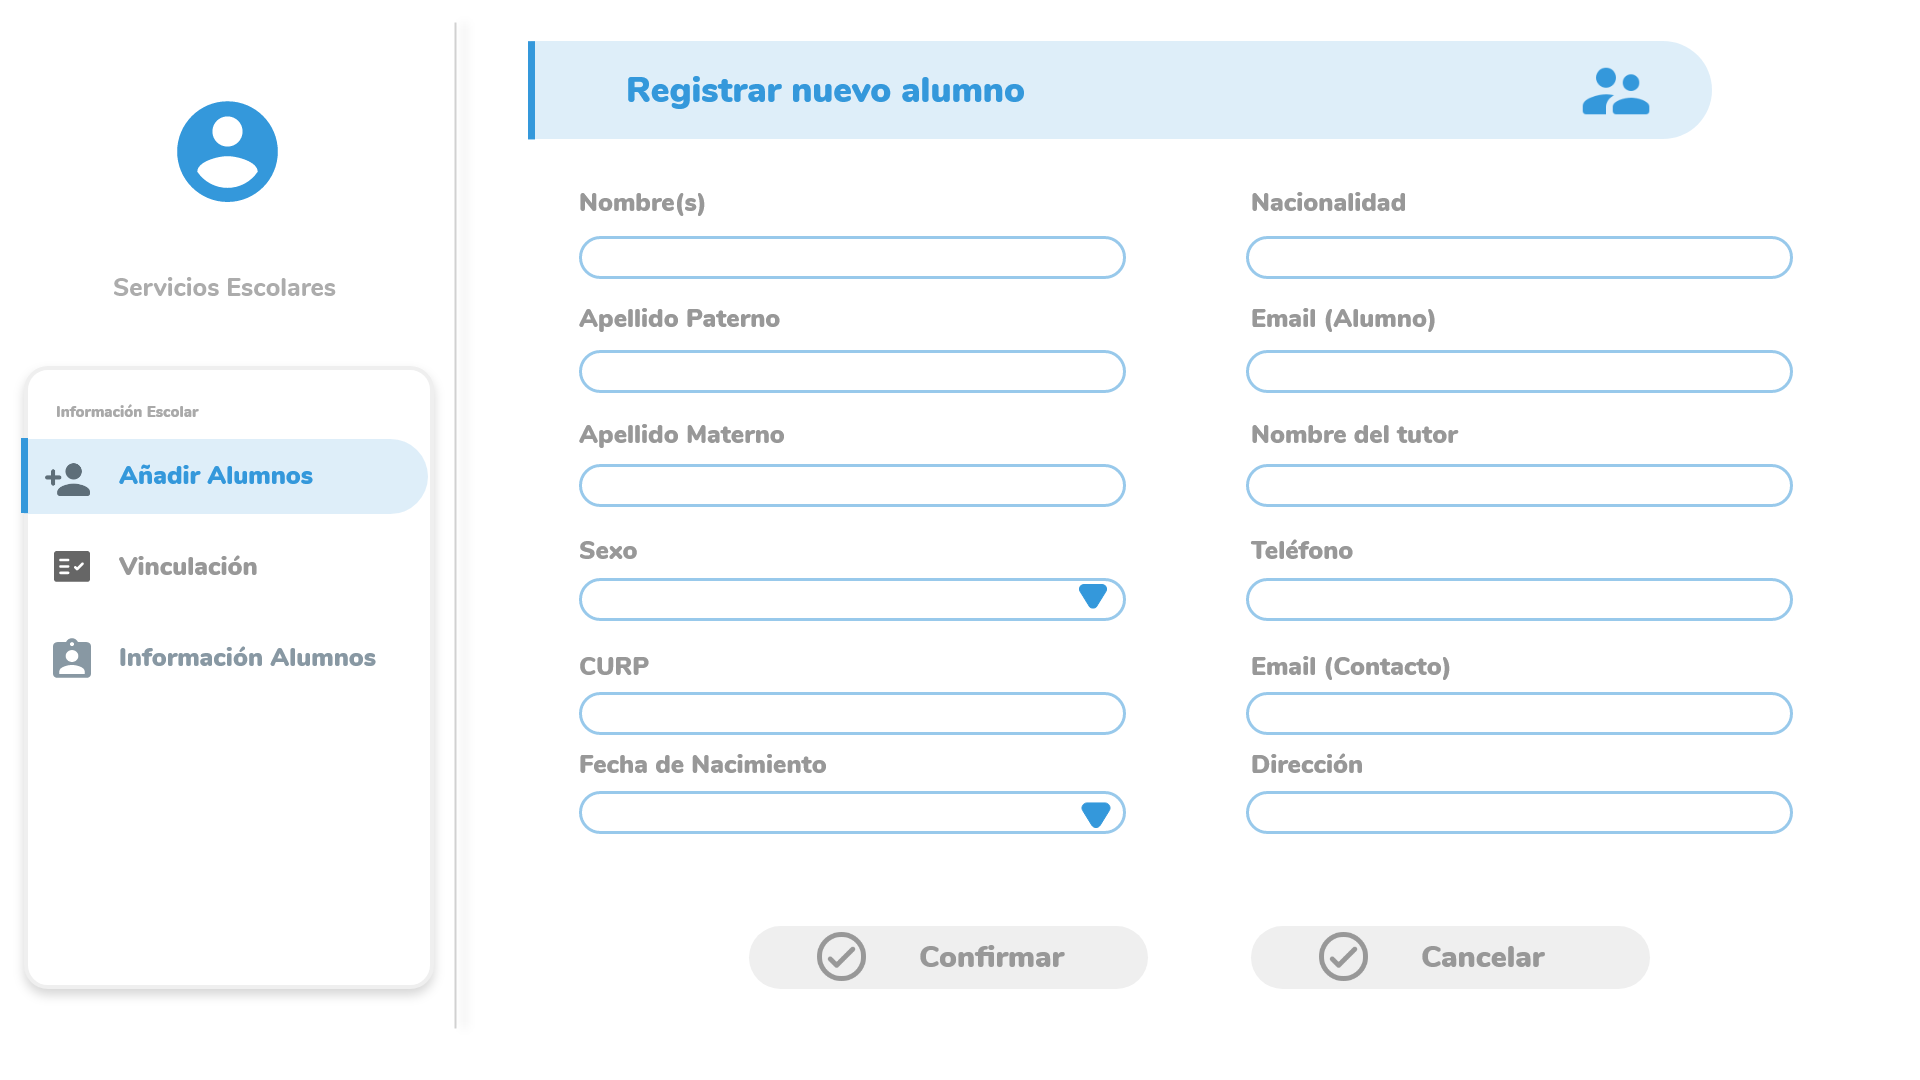 Servicios Escolares
Información Escolar
Añadir Alumnos
Vinculación
Información Alumnos
Registrar nuevo alumno
Nombre(s)
Apellido Paterno
Apellido Materno
Sexo
CURP
Fecha de Nacimiento
Nacionalidad
Email (Alumno)
Nombre del tutor
Teléfono
Email (Contacto)
Dirección
Confirmar
Cancelar